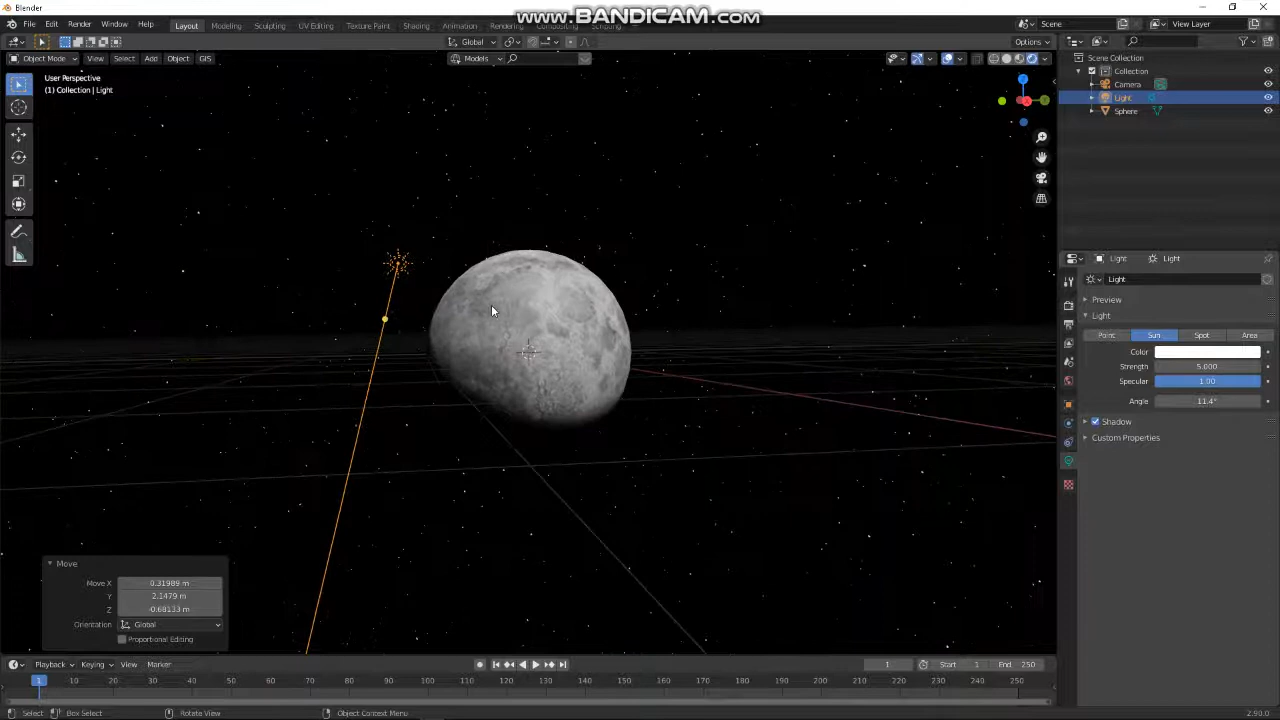 Blender
www.BANDICAM.com
File Edit Render Window Help
Layout Modeling Sculpting UV Editing Texture Paint Shading Animation Rendering
Scene
View Layer
Global
Options
Object Mode View Select Add Object GIS
Models
User Perspective
(1) Collection | Light
Scene Collection
Collection
Camera
Light
Sphere
Light Light
Light
Preview
Light
Point Sun Spot Area
Color
Strength 5.000
Specular 1.00
Angle 11.4°
Shadow
Custom Properties
Move
Move X 0.31989 m
Y 2.1479 m
Z -0.68133 m
Orientation Global
Proportional Editing
Playback Keying View Marker
1 Start 1 End 250
1 10 20 30 40 50 60 70 80 90 100 110 120 130 140 150 160 170 180 190 200 210 220 230 240 250
Select Box Select Rotate View Object Context Menu 2.90.0